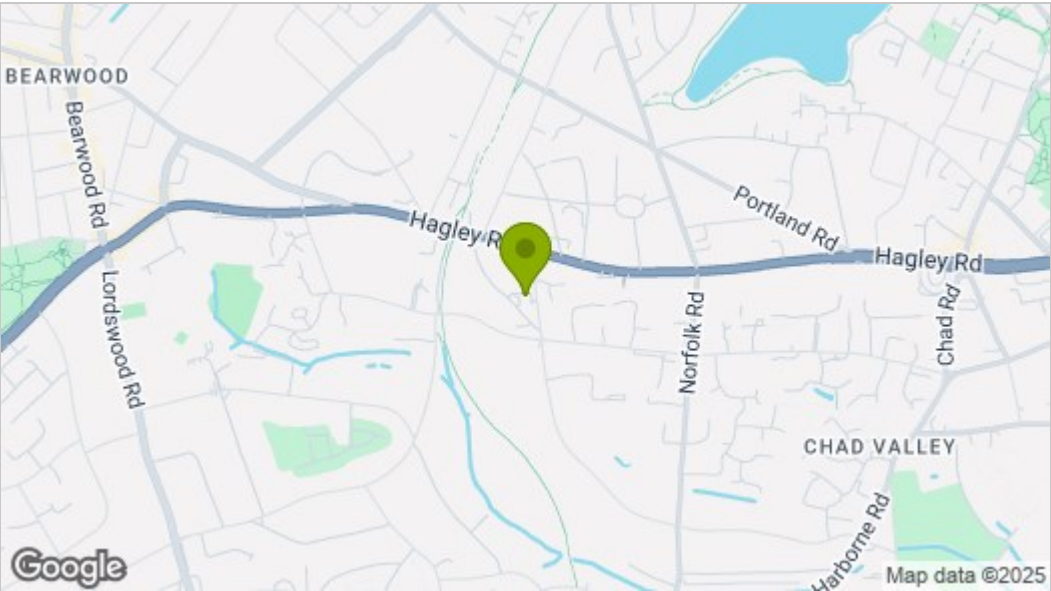 BEARWOOD
Bearwood Rd
Hagley R
Portland Rd
Hagley Rd
Lordswood Rd
Norfolk Rd
Chad Rd
CHAD VALLEY
Harborne Rd
Google
Map data ©2025